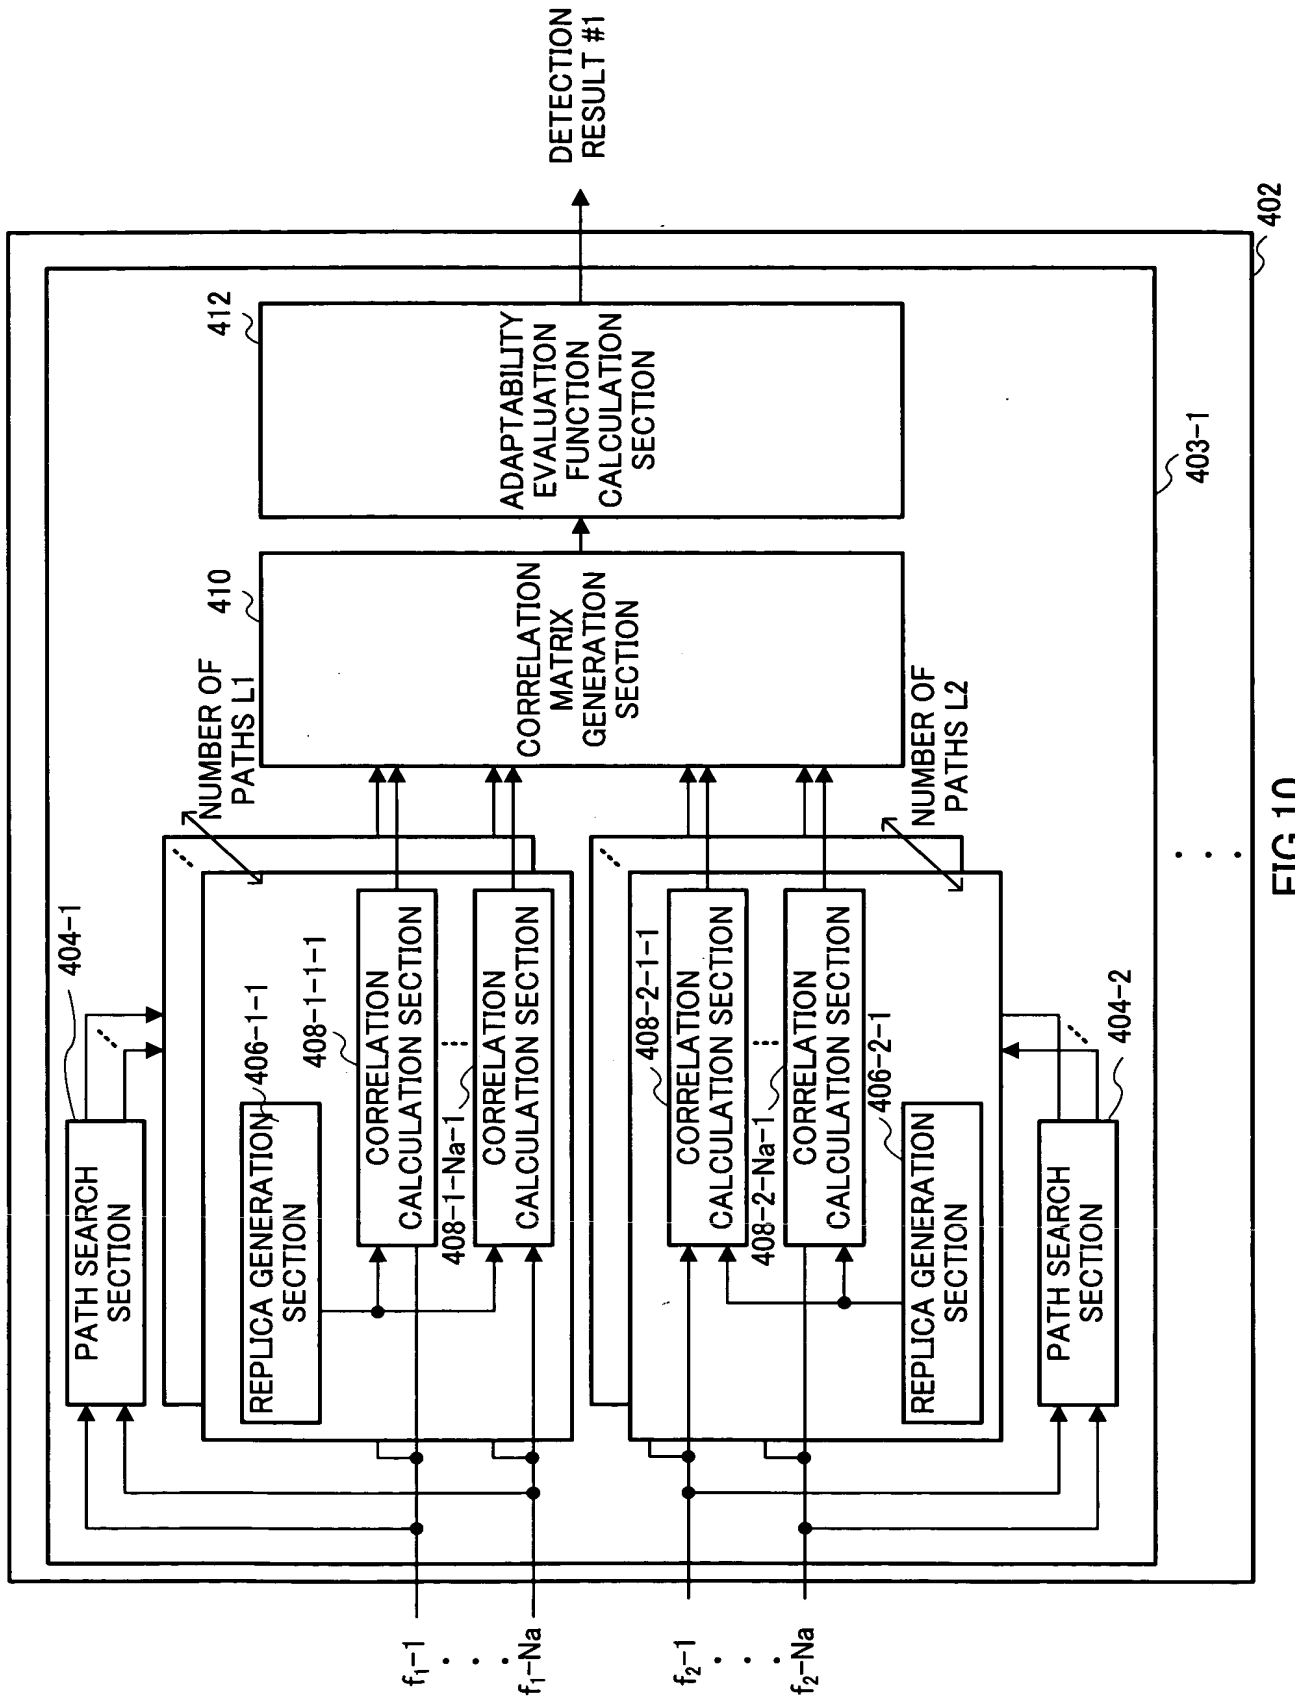 402
403-1
404-1
PATH SEARCH
SECTION
NUMBER OF
PATHS L1
406-1-1
REPLICA GENERATION
SECTION
408-1-1-1
CORRELATION
CALCULATION SECTION
408-1-Na-1
CORRELATION
CALCULATION SECTION
f1-1
f1-Na
410
CORRELATION
MATRIX
GENERATION
SECTION
412
ADAPTABILITY
EVALUATION
FUNCTION
CALCULATION
SECTION
DETECTION
RESULT #1
f2-1
f2-Na
408-2-1-1
CORRELATION
CALCULATION SECTION
408-2-Na-1
CORRELATION
CALCULATION SECTION
406-2-1
REPLICA GENERATION
SECTION
NUMBER OF
PATHS L2
404-2
PATH SEARCH
SECTION
FIG.10